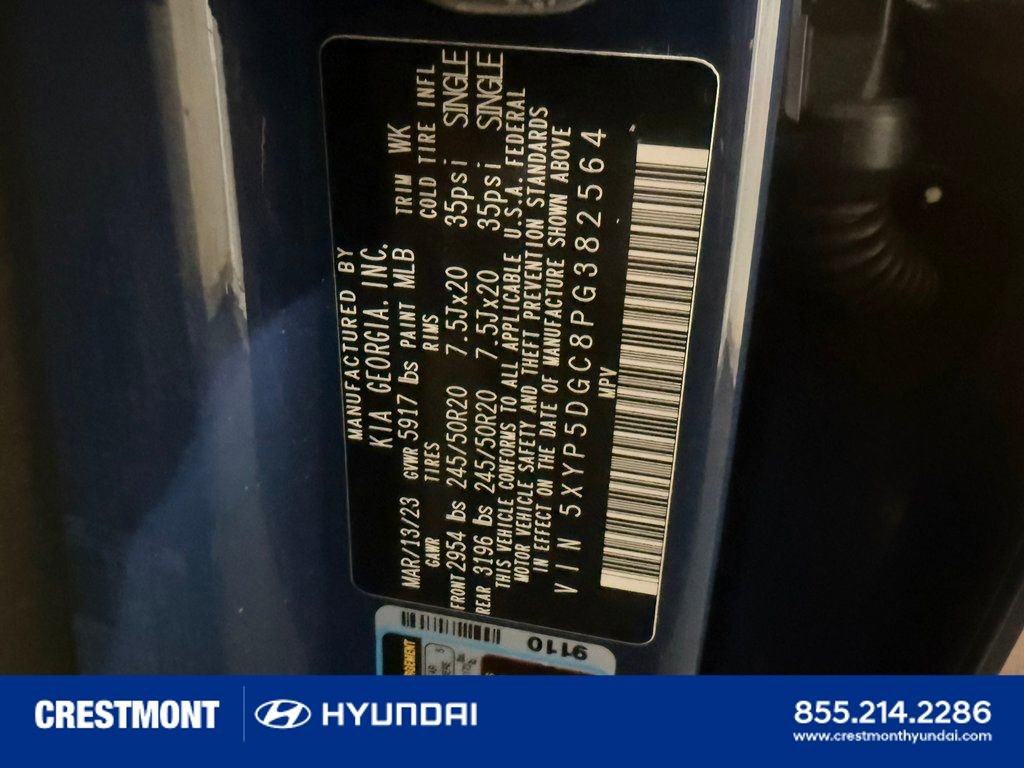 MANUFACTURED BY
KIA GEORGIA. INC.
MAR/13/23 GVWR 5917 lbs PAINT MLB TRIM WK
GAWR TIRES RIMS COLD TIRE INFL
FRONT 2954 lbs 245/50R20 7.5Jx20 35psi SINGLE
REAR 3196 lbs 245/50R20 7.5Jx20 35psi SINGLE
THIS VEHICLE CONFORMS TO ALL APPLICABLE U.S.A. FEDERAL
MOTOR VEHICLE SAFETY AND THEFT PREVENTION STANDARDS
IN EFFECT ON THE DATE OF MANUFACTURE SHOWN ABOVE
VIN 5XYP5DGC8PG382564
MPV
9110
CRESTMONT HYUNDAI
855.214.2286
www.crestmonthyundai.com